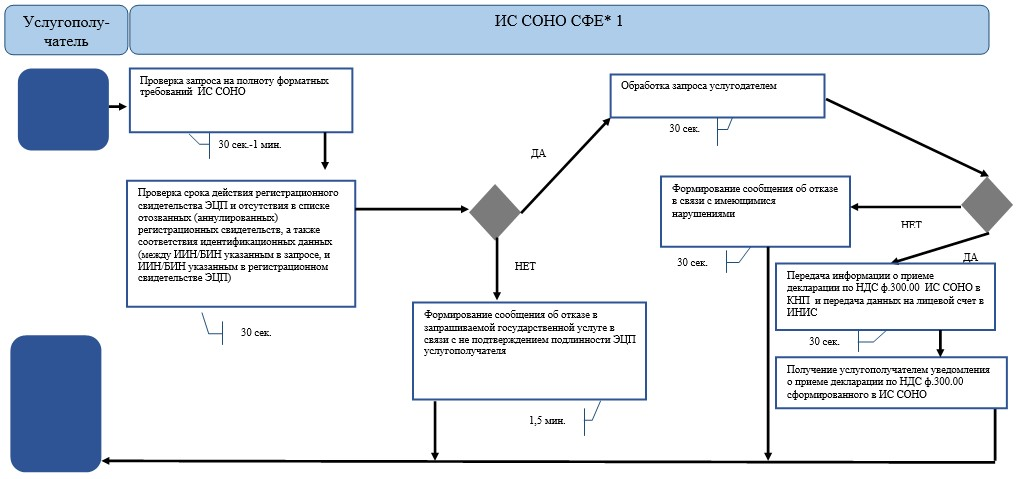 Услугополу-
чатель
ИС СОНО СФЕ* 1
Проверка запроса на полноту форматных
требований ИС СОНО
30 сек.-1 мин.
Проверка срока действия регистрационного
свидетельства ЭЦП и отсутствия в списке
отозванных (аннулированных)
регистрационных свидетельств, а также
соответствия идентификационных данных
(между ИИН/БИН указанным в запросе, и
ИИН/БИН указанным в регистрационном
свидетельстве ЭЦП)
30 сек.
ДА
НЕТ
Формирование сообщения об отказе в
запрашиваемой государственной услуге в
связи с не подтверждением подлинности ЭЦП
услугополучателя
1,5 мин.
Обработка запроса услугодателем
30 сек.
Формирование сообщения об отказе
в связи с имеющимися
нарушениями
30 сек.
НЕТ
ДА
Передача информации о приеме
декларации по НДС ф.300.00 ИС СОНО в
КНП и передача данных на лицевой счет в
ИНИС
30 сек.
Получение услугополучателем уведомления
о приеме декларации по НДС ф.300.00
сформированного в ИС СОНО